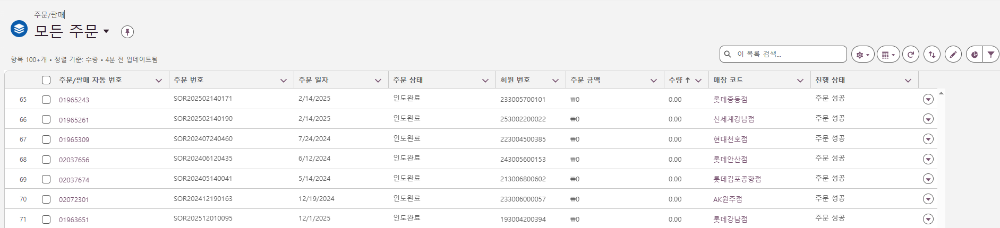 주문/판매
모든 주문
항목 100+개 • 정렬 기준: 수량 • 4분 전 업데이트됨
이 목록 검색...
주문/판매 자동 번호 주문 번호 주문 일자 주문 상태 회원 번호 주문 금액 수량 매장 코드 진행 상태
65 01965243 SOR202502140171 2/14/2025 인도완료 233005700101 ₩0 0.00 롯데중동점 주문 성공
66 01965261 SOR202502140190 2/14/2025 인도완료 253002200022 ₩0 0.00 신세계강남점 주문 성공
67 01965309 SOR202407240460 7/24/2024 인도완료 223004500385 ₩0 0.00 현대천호점 주문 성공
68 02037656 SOR202406120435 6/12/2024 인도완료 243005600153 ₩0 0.00 롯데안산점 주문 성공
69 02037674 SOR202405140041 5/14/2024 인도완료 213006800602 ₩0 0.00 롯데김포공항점 주문 성공
70 02072301 SOR202412190163 12/19/2024 인도완료 233006000057 ₩0 0.00 AK원주점 주문 성공
71 01963651 SOR202512010095 12/1/2025 인도완료 193004200394 ₩0 0.00 롯데강남점 주문 성공